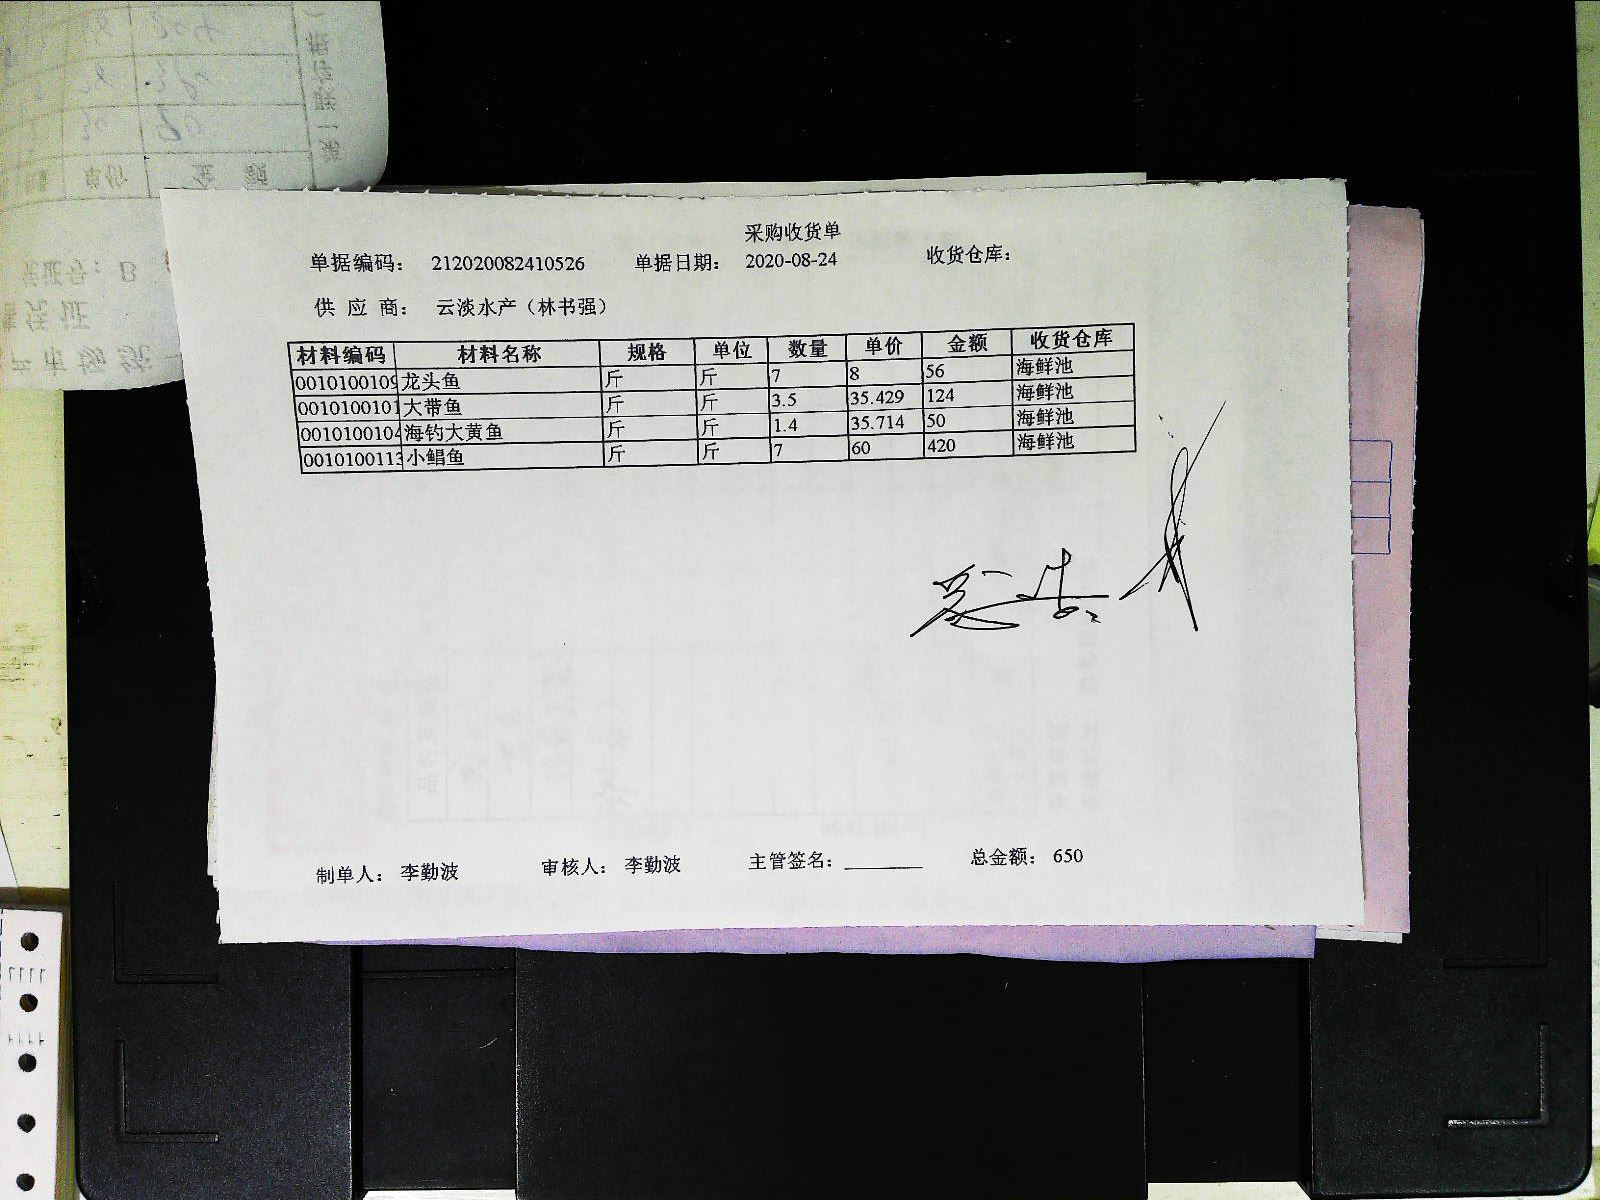 采购收货单
单据编码： 212020082410526 单据日期： 2020-08-24 收货仓库：
供 应 商： 云淡水产（林书强）
材料编码 材料名称 规格 单位 数量 单价 金额 收货仓库
0010100109 龙头鱼 斤 斤 7 8 56 海鲜池
0010100101 大带鱼 斤 斤 3.5 35.429 124 海鲜池
0010100104 海钓大黄鱼 斤 斤 1.4 35.714 50 海鲜池
0010100113 小鲳鱼 斤 斤 7 60 420 海鲜池
制单人： 李勤波 审核人： 李勤波 主管签名： 总金额： 650